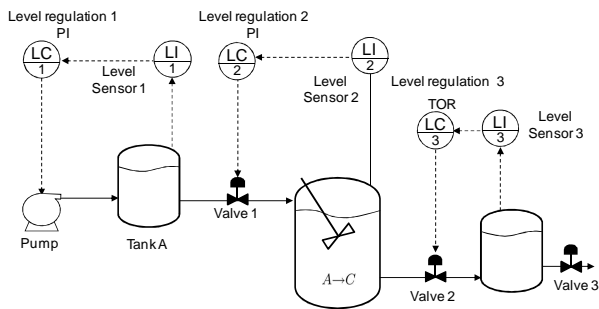 Level regulation 1
PI
LC
1
LI
1
Level
Sensor 1
Level regulation 2
PI
LC
2
LI
2
Level
Sensor 2
Level regulation 3
TOR
LC
3
LI
3
Level
Sensor 3
Pump
Tank A
Valve 1
A→C
Valve 2
Valve 3